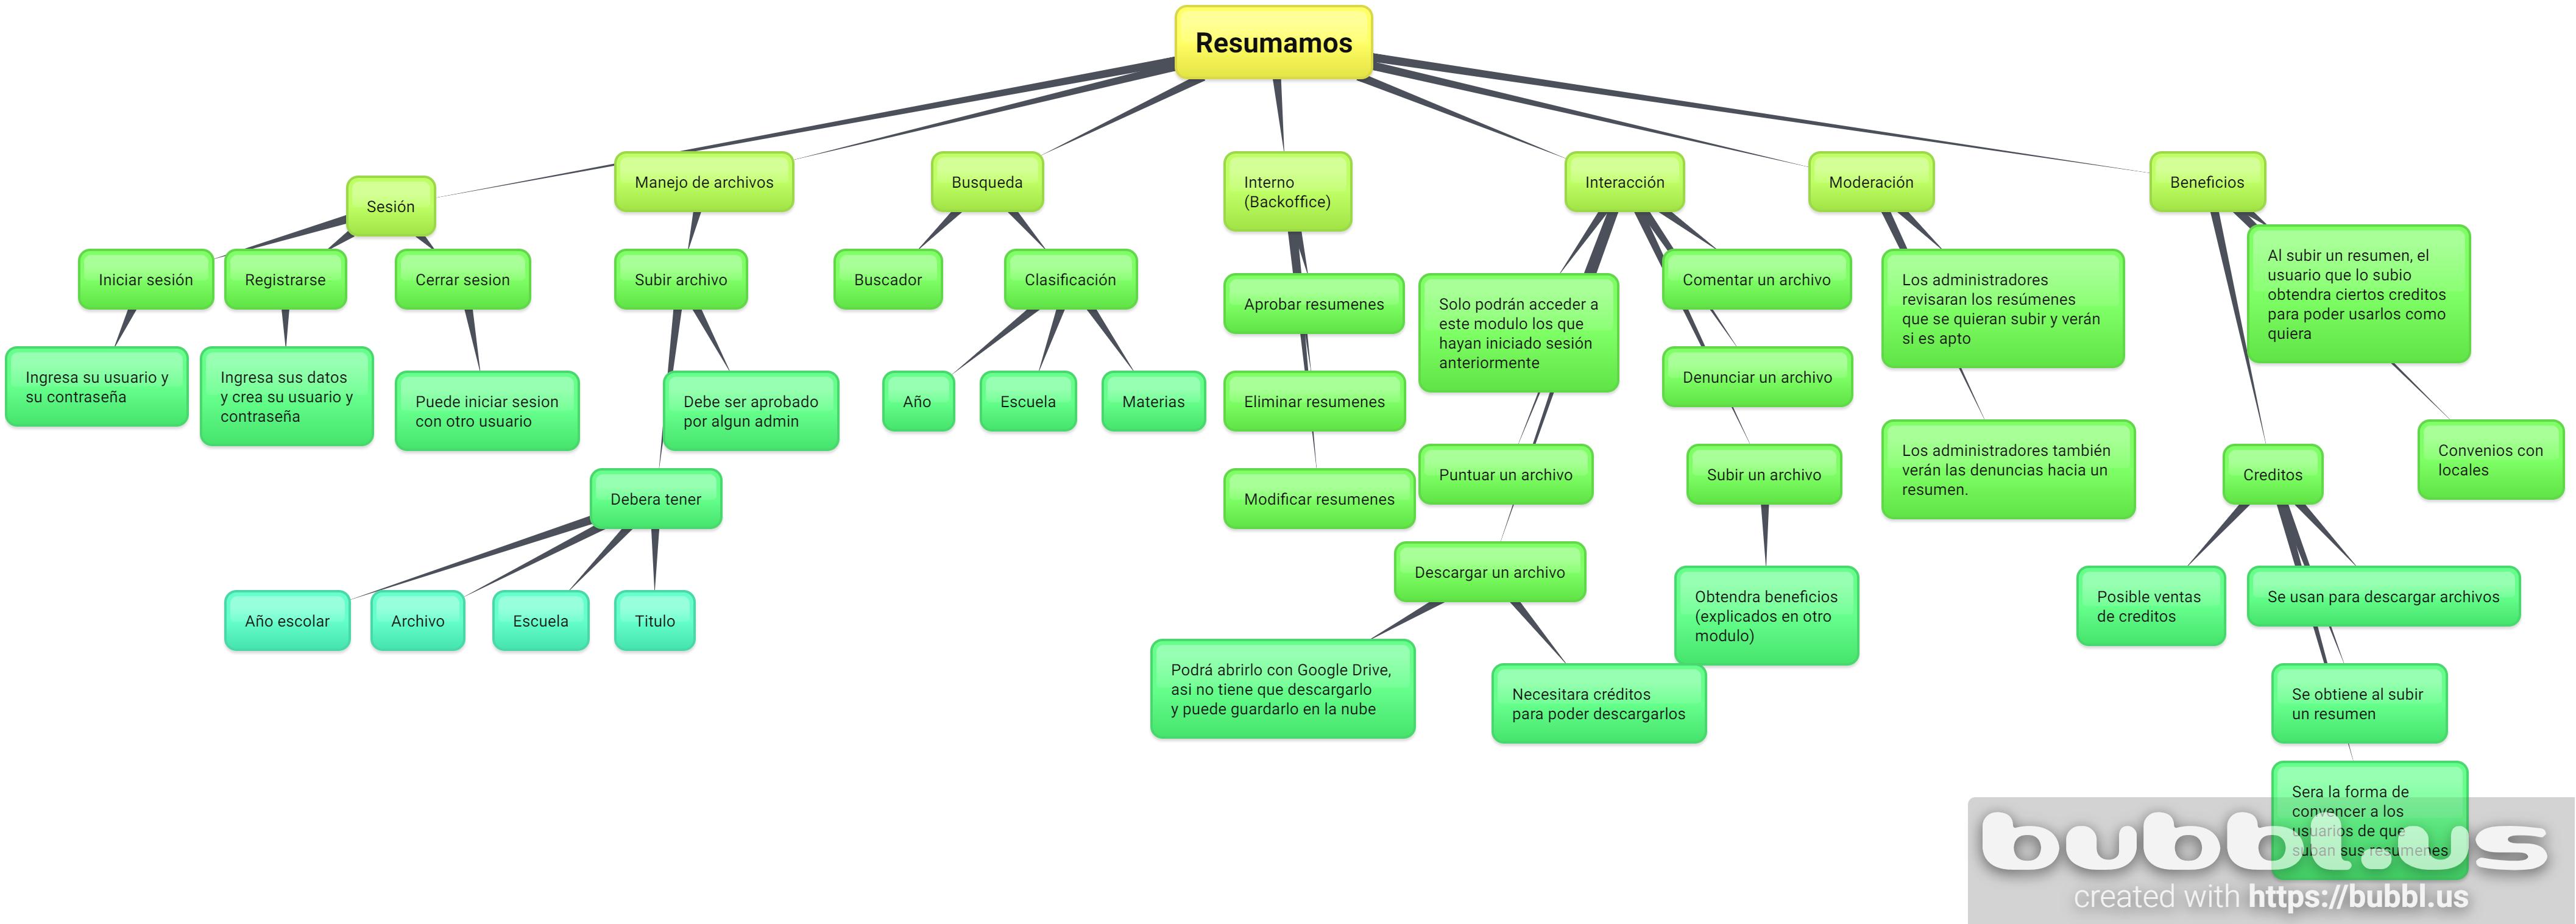 Resumamos
Sesión
Iniciar sesión
Ingresa su usuario y
su contraseña
Registrarse
Ingresa sus datos
y crea su usuario y
contraseña
Cerrar sesion
Puede iniciar sesion
con otro usuario
Manejo de archivos
Subir archivo
Debe ser aprobado
por algun admin
Debera tener
Año escolar
Archivo
Escuela
Titulo
Busqueda
Buscador
Clasificación
Año
Escuela
Materias
Interno
(Backoffice)
Aprobar resumenes
Eliminar resumenes
Modificar resumenes
Interacción
Solo podrán acceder a
este modulo los que
hayan iniciado sesión
anteriormente
Puntuar un archivo
Descargar un archivo
Podrá abrirlo con Google Drive,
asi no tiene que descargarlo
y puede guardarlo en la nube
Necesitara créditos
para poder descargarlos
Comentar un archivo
Denunciar un archivo
Subir un archivo
Obtendra beneficios
(explicados en otro
modulo)
Moderación
Los administradores
revisaran los resúmenes
que se quieran subir y verán
si es apto
Los administradores también
verán las denuncias hacia un
resumen.
Beneficios
Al subir un resumen, el
usuario que lo subio
obtendra ciertos creditos
para poder usarlos como
quiera
Convenios con
locales
Creditos
Posible ventas
de creditos
Se usan para descargar archivos
Se obtiene al subir
un resumen
Sera la forma de
convencer a los
usuarios de que
suban sus resumenes
bubbl.us
created with https://bubbl.us